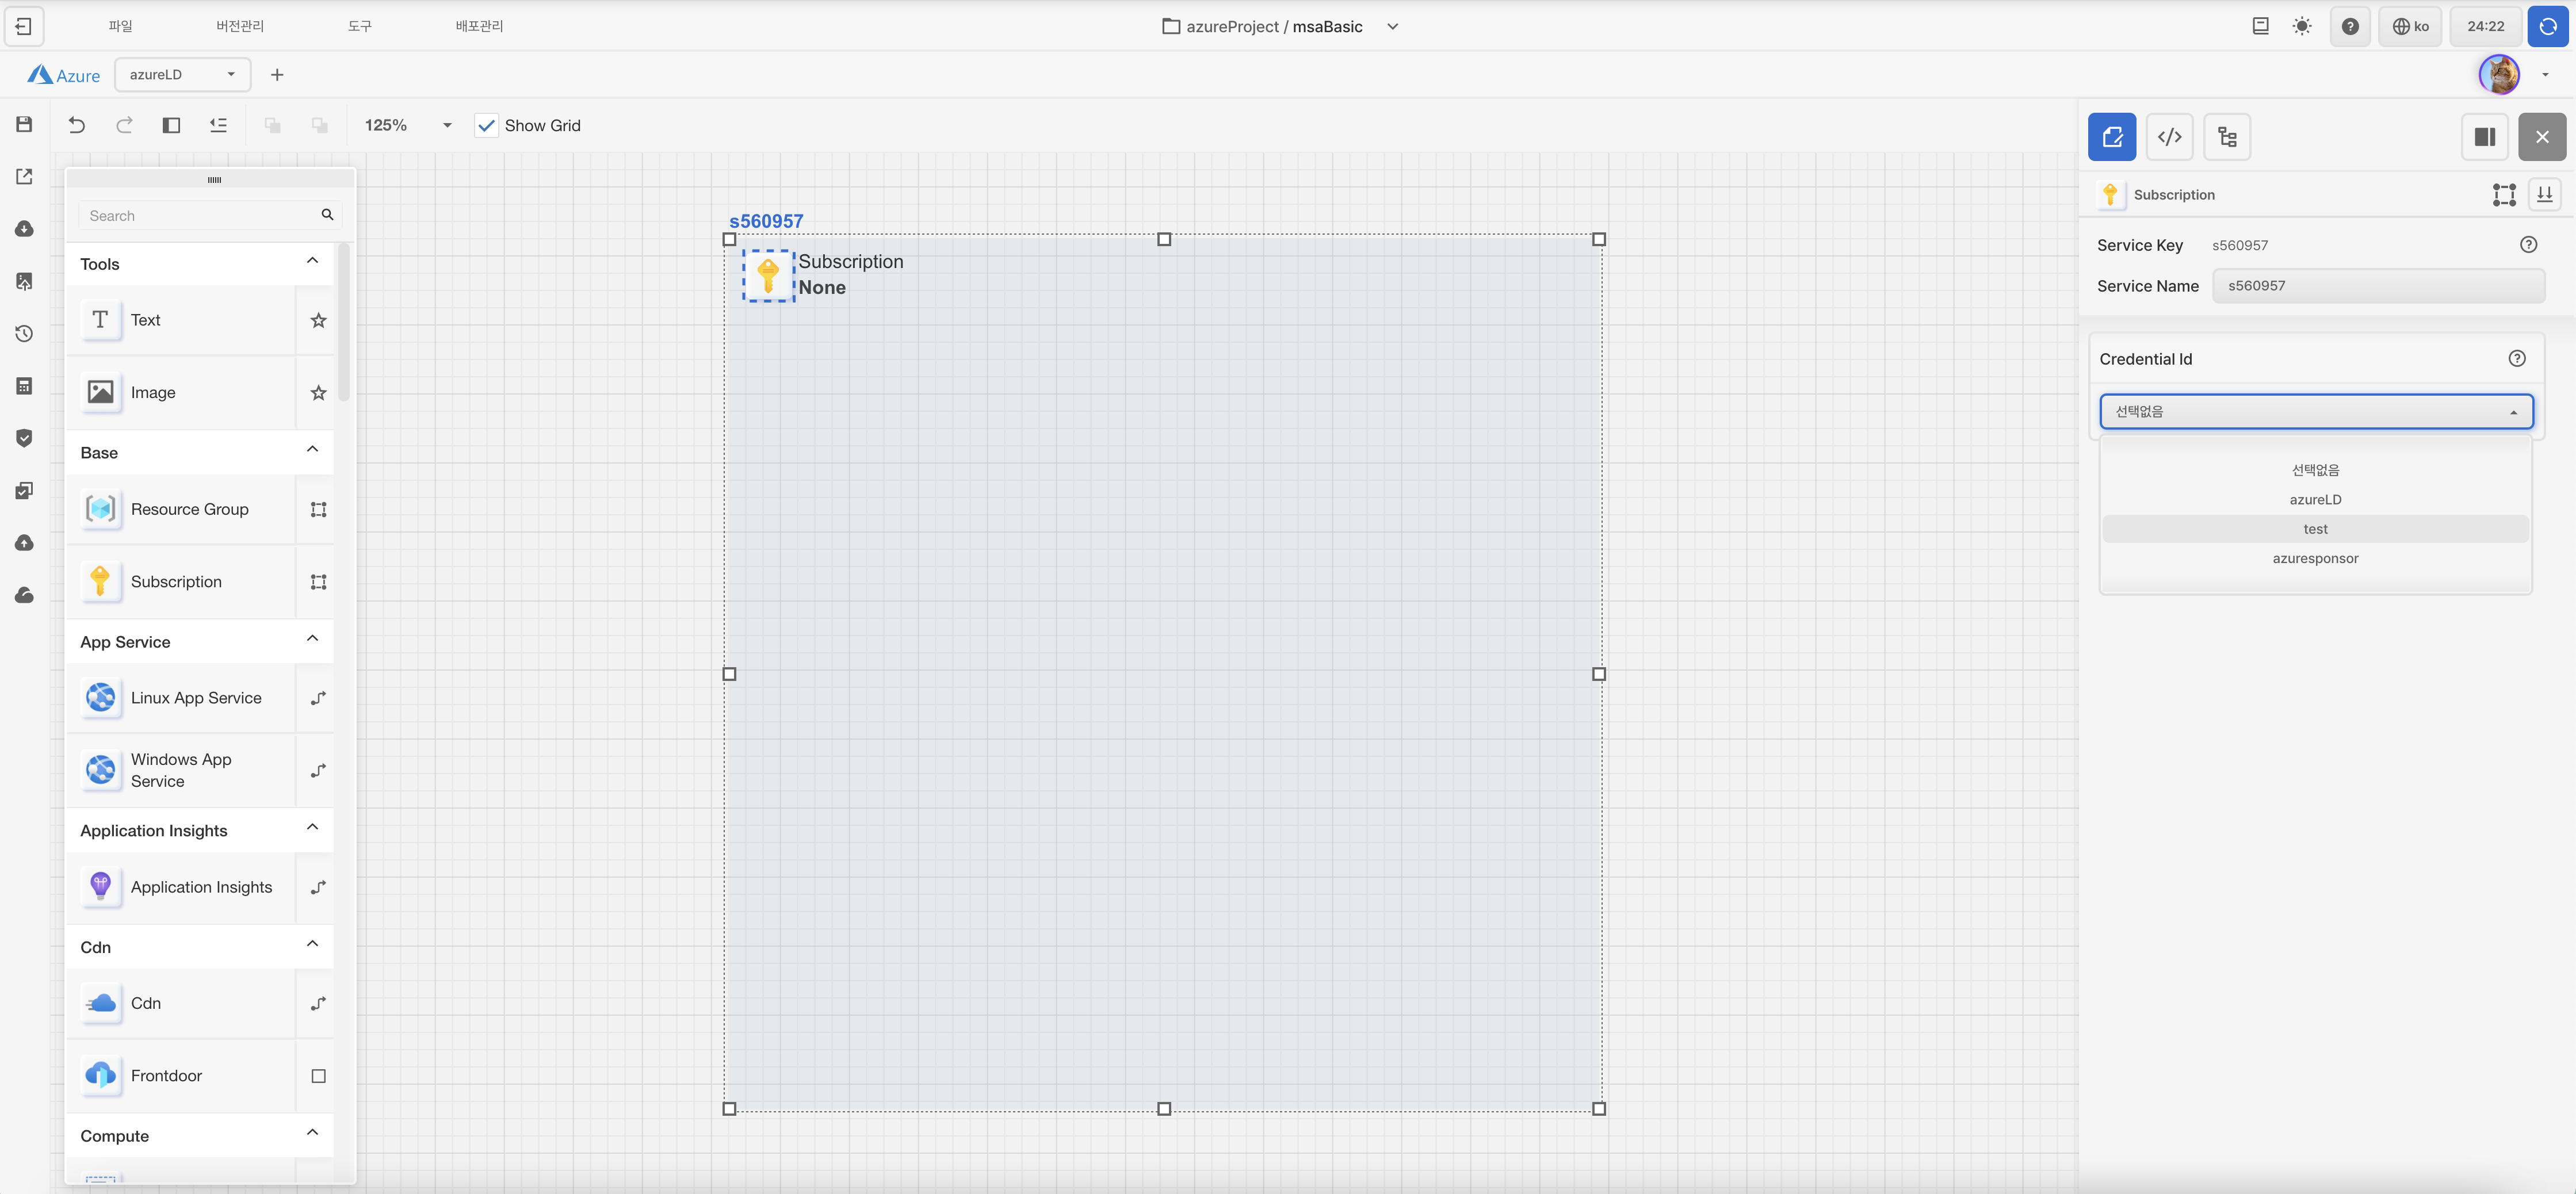 파일
버전관리
도구
배포관리
azureProject / msaBasic
ko
24:22
Azure
azureLD
125%
Show Grid
Search
Tools
Text
Image
Base
Resource Group
Subscription
App Service
Linux App Service
Windows App
Service
Application Insights
Application Insights
Cdn
Cdn
Frontdoor
Compute
s560957
Subscription
None
Subscription
Service Key
s560957
Service Name
s560957
Credential Id
선택없음
선택없음
azureLD
test
azuresponsor